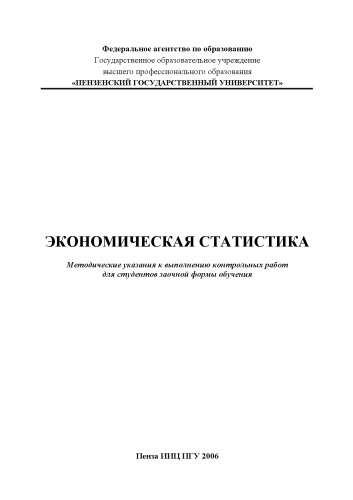 Федеральное агентство по образованию
Государственное образовательное учреждение
высшего профессионального образования
«ПЕНЗЕНСКИЙ ГОСУДАРСТВЕННЫЙ УНИВЕРСИТЕТ»
ЭКОНОМИЧЕСКАЯ СТАТИСТИКА
Методические указания к выполнению контрольных работ
для студентов заочной формы обучения
Пенза ИИЦ ПГУ 2006